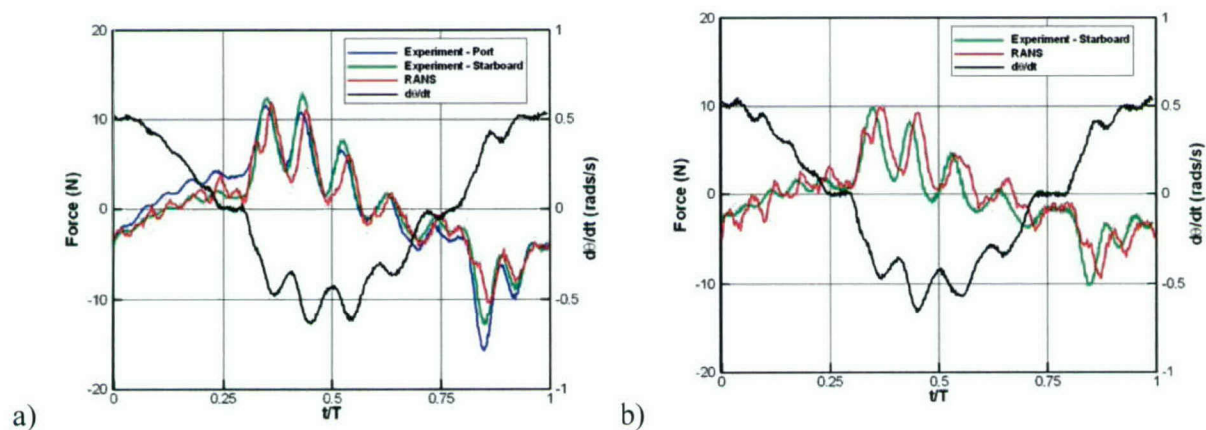 20
10
0
-10
-20
Force (N)
Experiment - Port
Experiment - Starboard
RANS
dΘ/dt
1
0.5
0
-0.5
-1
dΘ/dt (rads/s)
0
0.25
0.5
0.75
1
t/T
a)
20
10
0
-10
-20
Force (N)
Experiment - Starboard
RANS
dΘ/dt
1
0.5
0
-0.5
-1
dΘ/dt (rads/s)
0
0.25
0.5
0.75
1
t/T
b)